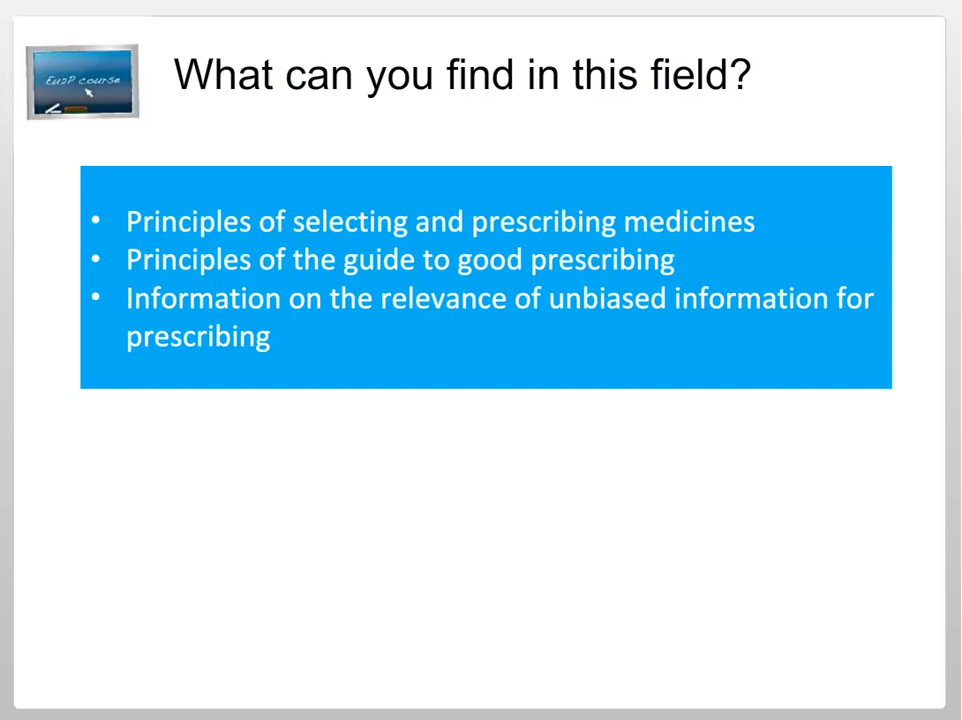 Eu2P course
What can you find in this field?
• Principles of selecting and prescribing medicines
• Principles of the guide to good prescribing
• Information on the relevance of unbiased information for
prescribing